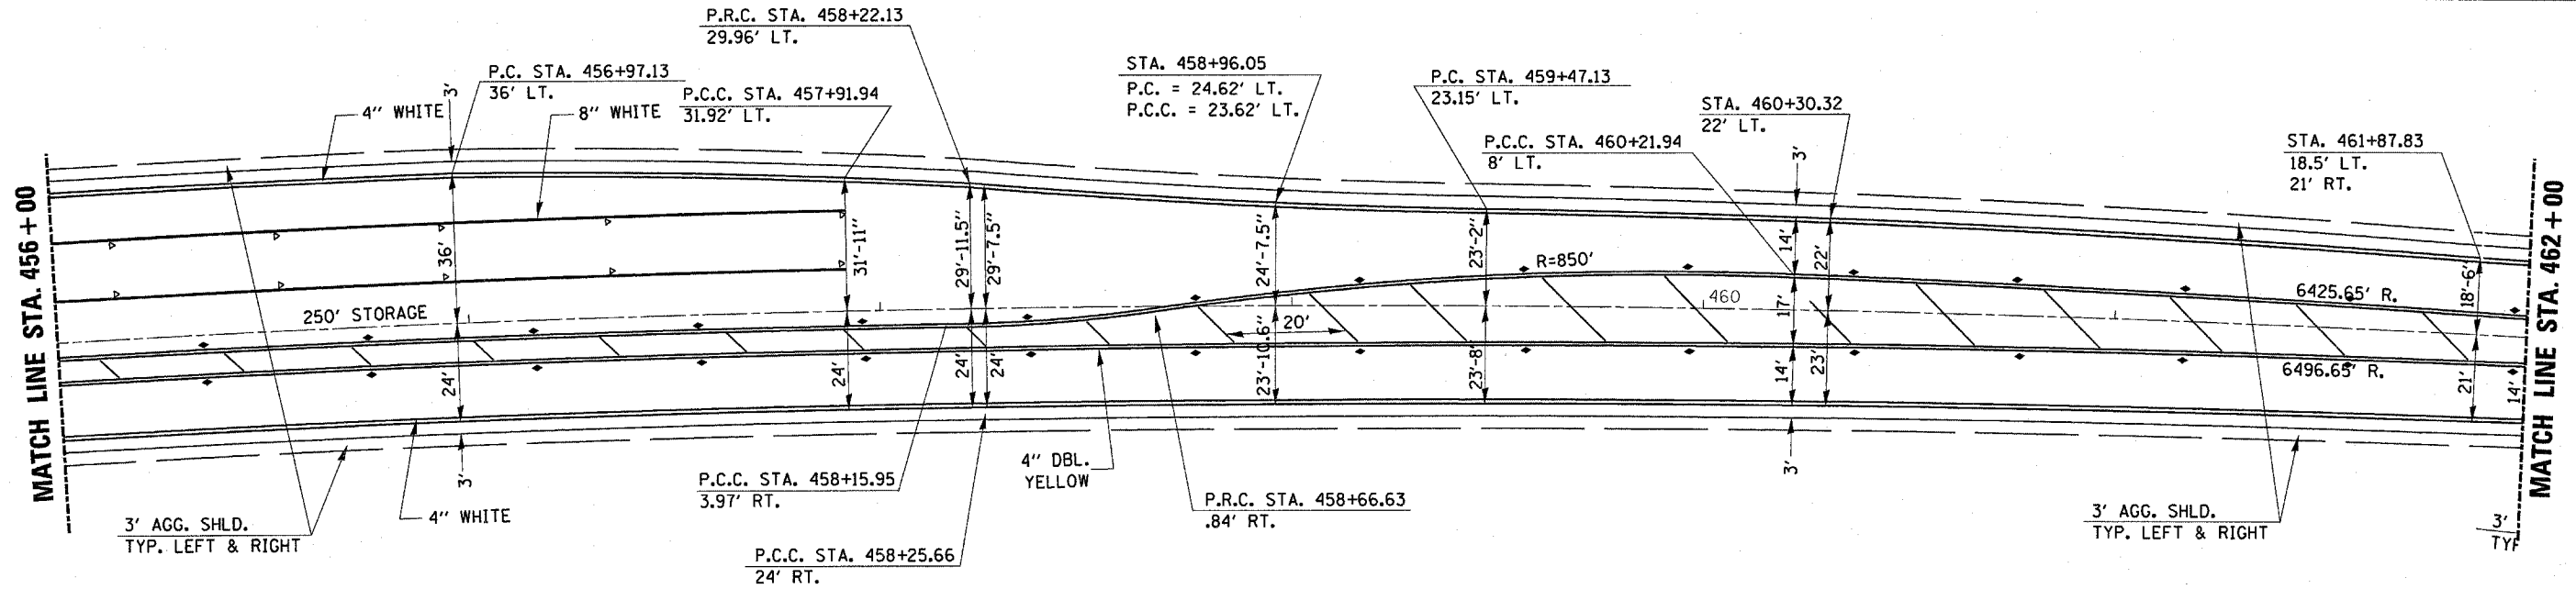 P.R.C. STA. 458+22.13
29.96' LT.
P.C. STA. 456+97.13
36' LT.
P.C.C. STA. 457+91.94
31.92' LT.
STA. 458+96.05
P.C. = 24.62' LT.
P.C.C. = 23.62' LT.
P.C. STA. 459+47.13
23.15' LT.
STA. 460+30.32
22' LT.
P.C.C. STA. 460+21.94
8' LT.
STA. 461+87.83
18.5' LT.
21' RT.
3'
4" WHITE
8" WHITE
3'
MATCH LINE STA. 456+00
MATCH LINE STA. 462+00
36'
31'-11"
29'-11.5"
29'-7.5"
24'-7.5"
23'-2"
14'
22'
18'-6"
R=850'
6425.65' R.
250' STORAGE
460
20'
17'
24'
24'
24'
24'
23'-10.6"
23'-8"
14'
23'
21'
14'
6496.65' R.
3'
3'
4" WHITE
4" DBL.
YELLOW
P.C.C. STA. 458+15.95
3.97' RT.
P.R.C. STA. 458+66.63
.84' RT.
P.C.C. STA. 458+25.66
24' RT.
3' AGG. SHLD.
TYP. LEFT & RIGHT
3' AGG. SHLD.
TYP. LEFT & RIGHT
3'
TYP